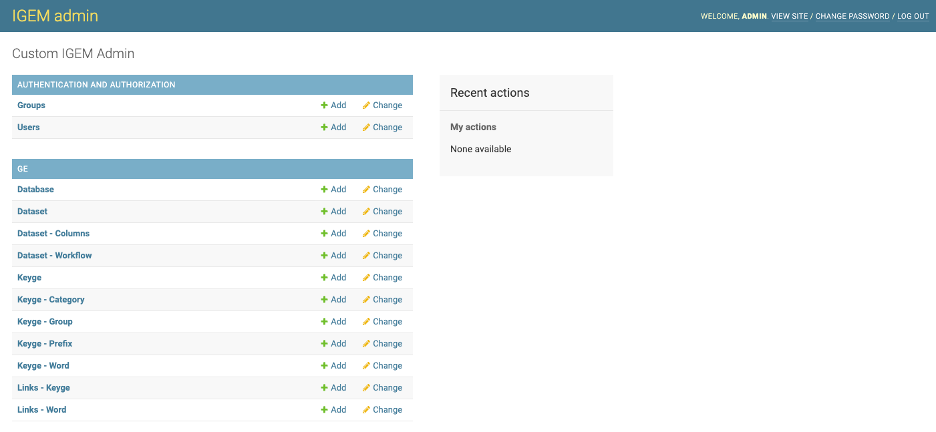 IGEM admin
WELCOME, ADMIN. VIEW SITE / CHANGE PASSWORD / LOG OUT
Custom IGEM Admin
AUTHENTICATION AND AUTHORIZATION
Groups Add Change
Users Add Change
GE
Database Add Change
Dataset Add Change
Dataset - Columns Add Change
Dataset - Workflow Add Change
Keyge Add Change
Keyge - Category Add Change
Keyge - Group Add Change
Keyge - Prefix Add Change
Keyge - Word Add Change
Links - Keyge Add Change
Links - Word Add Change
Recent actions
My actions
None available